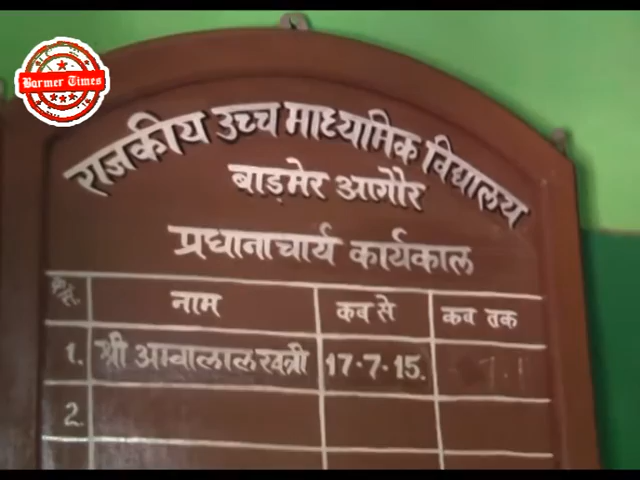 Barmer Times
राजकीय उच्च माध्यमिक विद्यालय
बाड़मेर आगौर
प्रधानाचार्य कार्यकाल
क्र.सं. नाम कब से कब तक
1. श्री आवालाल खत्री 17.7.15.
2.